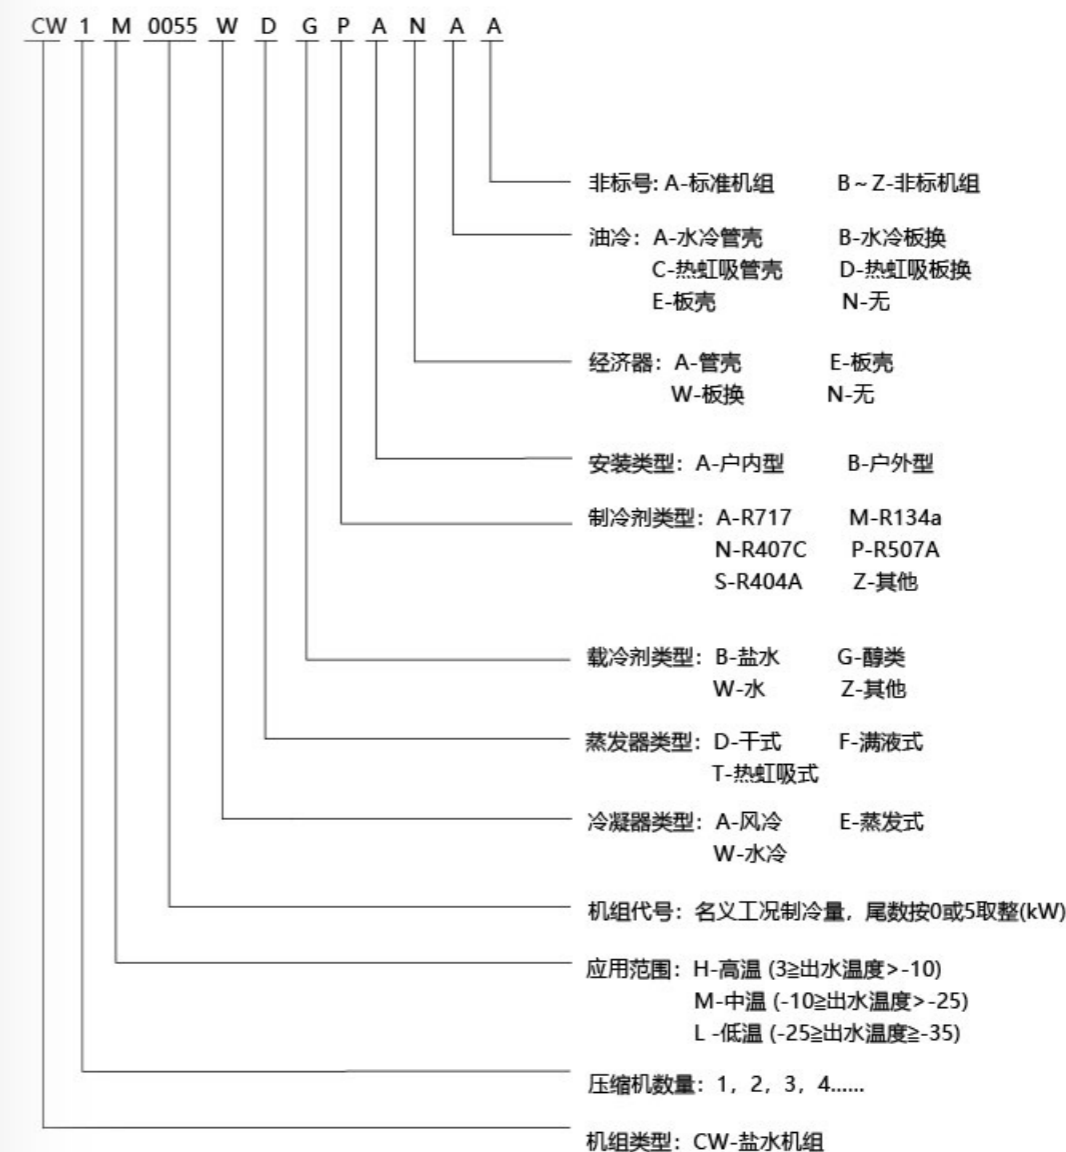 CW 1 M 0055 W D G P A N A A
非标号: A-标准机组 B~Z-非标机组
油冷：A-水冷管壳 B-水冷板换
C-热虹吸管壳 D-热虹吸板换
E-板壳 N-无
经济器：A-管壳 E-板壳
W-板换 N-无
安装类型：A-户内型 B-户外型
制冷剂类型：A-R717 M-R134a
N-R407C P-R507A
S-R404A Z-其他
载冷剂类型：B-盐水 G-醇类
W-水 Z-其他
蒸发器类型：D-干式 F-满液式
T-热虹吸式
冷凝器类型：A-风冷 E-蒸发式
W-水冷
机组代号：名义工况制冷量，尾数按0或5取整(kW)
应用范围：H-高温 (3≧出水温度>-10)
M-中温 (-10≧出水温度>-25)
L -低温 (-25≧出水温度≧-35)
压缩机数量：1，2，3，4......
机组类型：CW-盐水机组